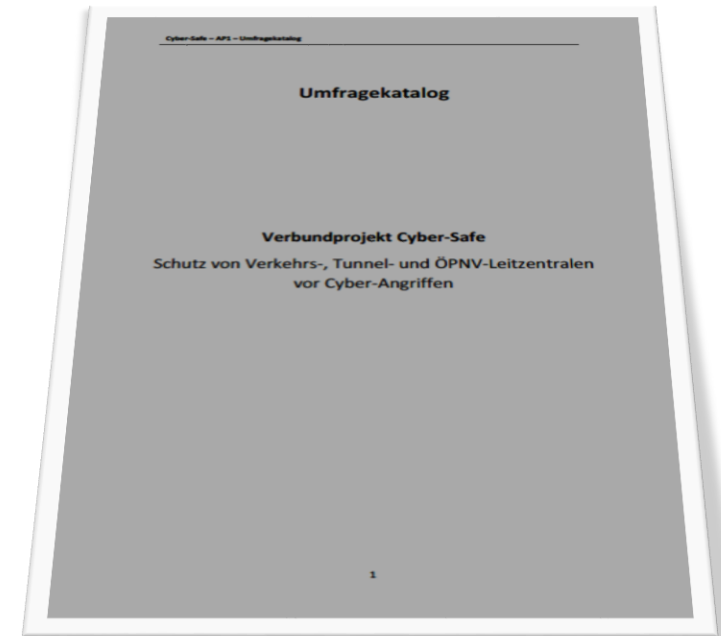 Cyber-Safe – AP1 – Umfragekatalog
Umfragekatalog
Verbundprojekt Cyber-Safe
Schutz von Verkehrs-, Tunnel- und ÖPNV-Leitzentralen
vor Cyber-Angriffen
1